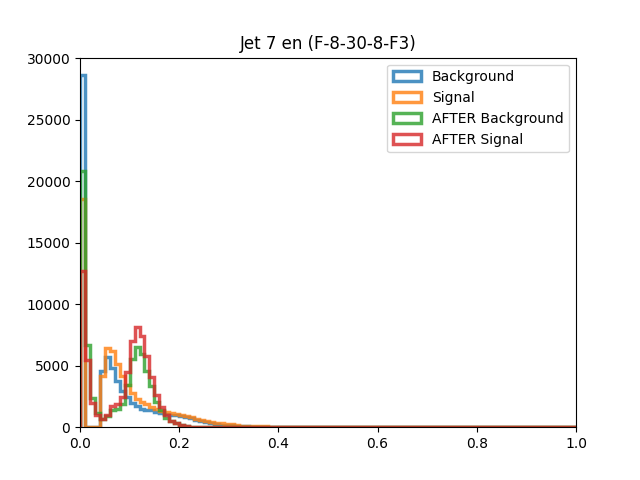 Jet 7 en (F-8-30-8-F3)
30000
25000
20000
15000
10000
5000
0
Background
Signal
AFTER Background
AFTER Signal
0.0 0.2 0.4 0.6 0.8 1.0